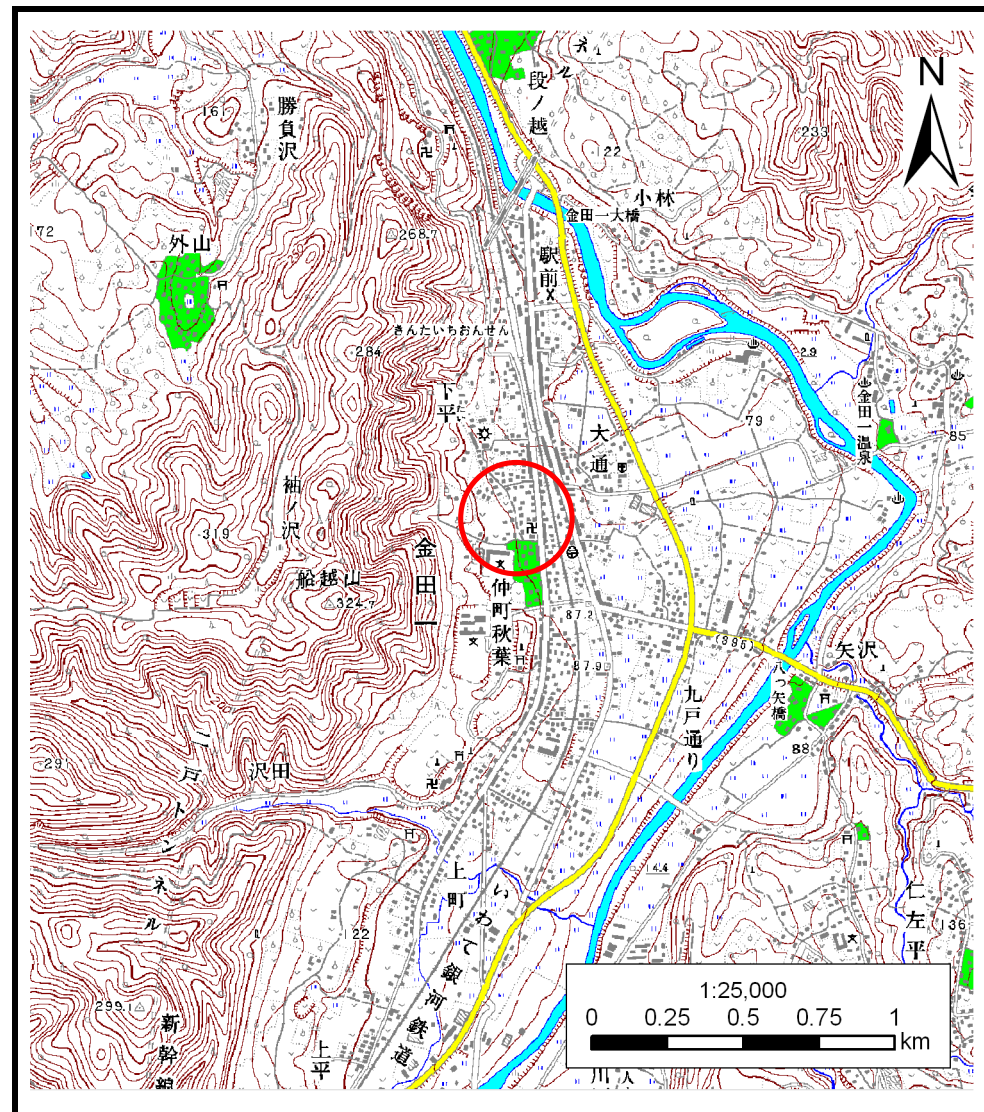 段ノ越
161
勝負沢
122
233
N
小林
金田一大橋
72
268.7
外山
駅前
きんたいちおんせん
284
下平
金田一温泉
79
85
大通
袖ノ沢
319
金田一
船越山
324.7
仲町秋葉
87.2
(395)
矢沢
87.9
八つ矢橋
九戸通り
88
29
沢田
二戸トンネル
上町
144
仁左平
122
136
いわて銀河鉄道
299.1
新幹線
上平
川
1:25,000
0 0.25 0.5 0.75 1
km